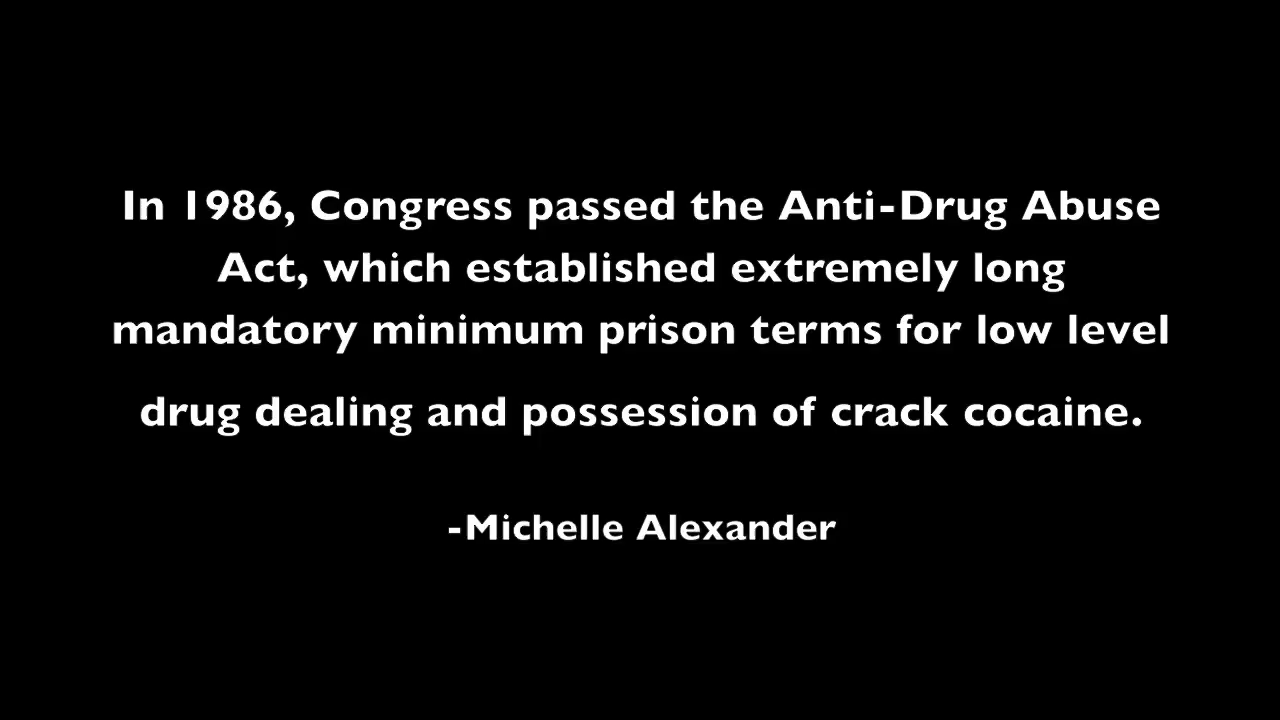 In 1986, Congress passed the Anti-Drug Abuse
Act, which established extremely long
mandatory minimum prison terms for low level
drug dealing and possession of crack cocaine.
-Michelle Alexander